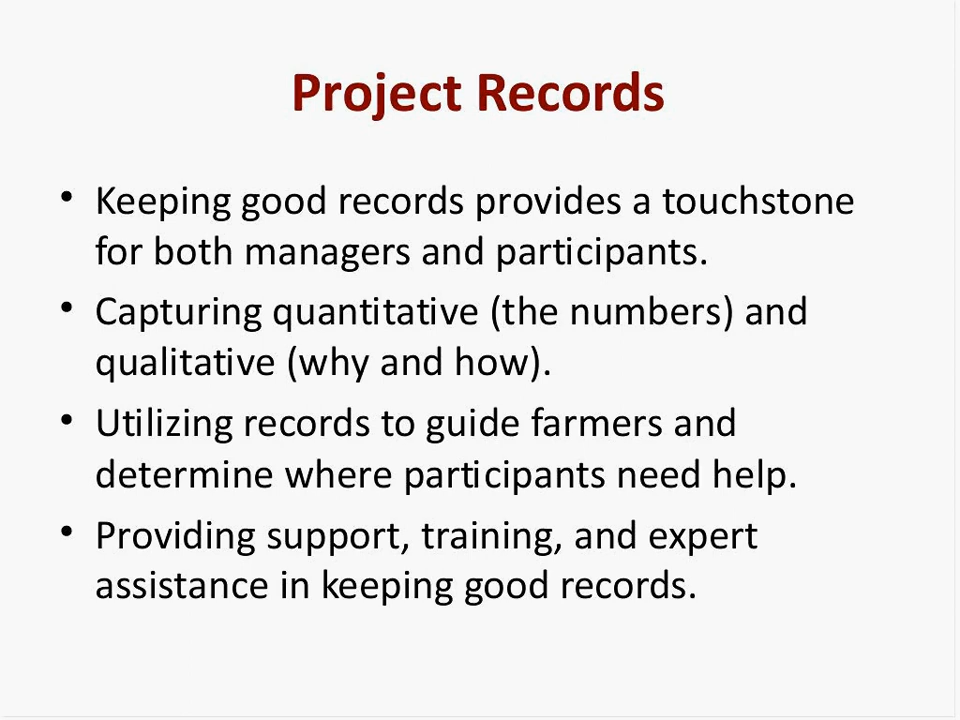 Project Records
• Keeping good records provides a touchstone
for both managers and participants.
• Capturing quantitative (the numbers) and
qualitative (why and how).
• Utilizing records to guide farmers and
determine where participants need help.
• Providing support, training, and expert
assistance in keeping good records.